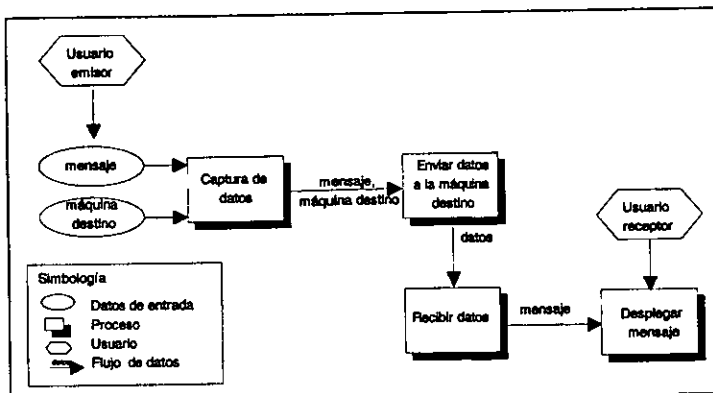 Usuario
emisor
mensaje
máquina
destino
Captura de
datos
mensaje,
máquina destino
Enviar datos
a la máquina
destino
datos
Usuario
receptor
Recibir datos
mensaje
Desplegar
mensaje
Simbología
Datos de entrada
Proceso
Usuario
datos
Flujo de datos